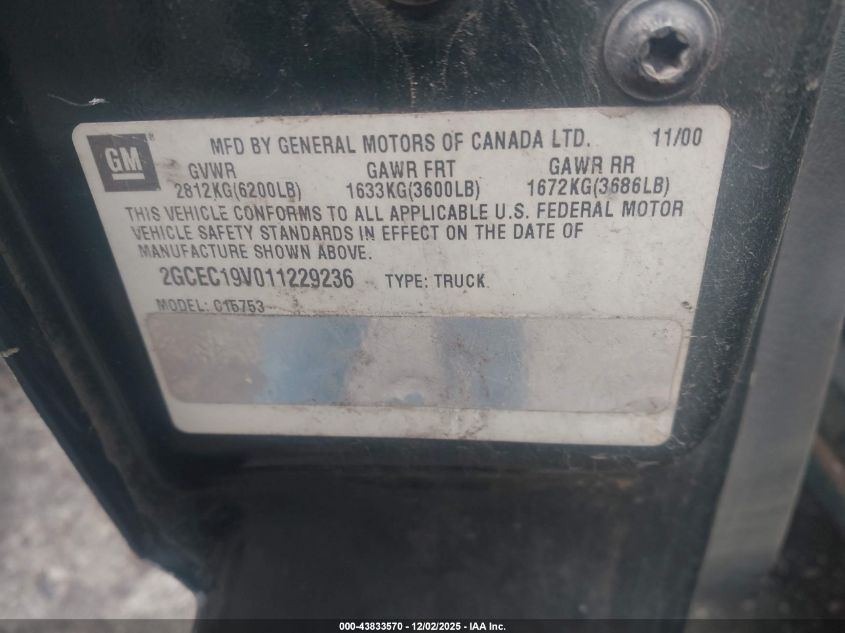 GM
MFD BY GENERAL MOTORS OF CANADA LTD. 11/00
GVWR GAWR FRT GAWR RR
2812KG(6200LB) 1633KG(3600LB) 1672KG(3686LB)
THIS VEHICLE CONFORMS TO ALL APPLICABLE U.S. FEDERAL MOTOR
VEHICLE SAFETY STANDARDS IN EFFECT ON THE DATE OF
MANUFACTURE SHOWN ABOVE.
2GCEC19V011229236 TYPE: TRUCK
MODEL: C15753
000-43833570 - 12/02/2025 - IAA Inc.